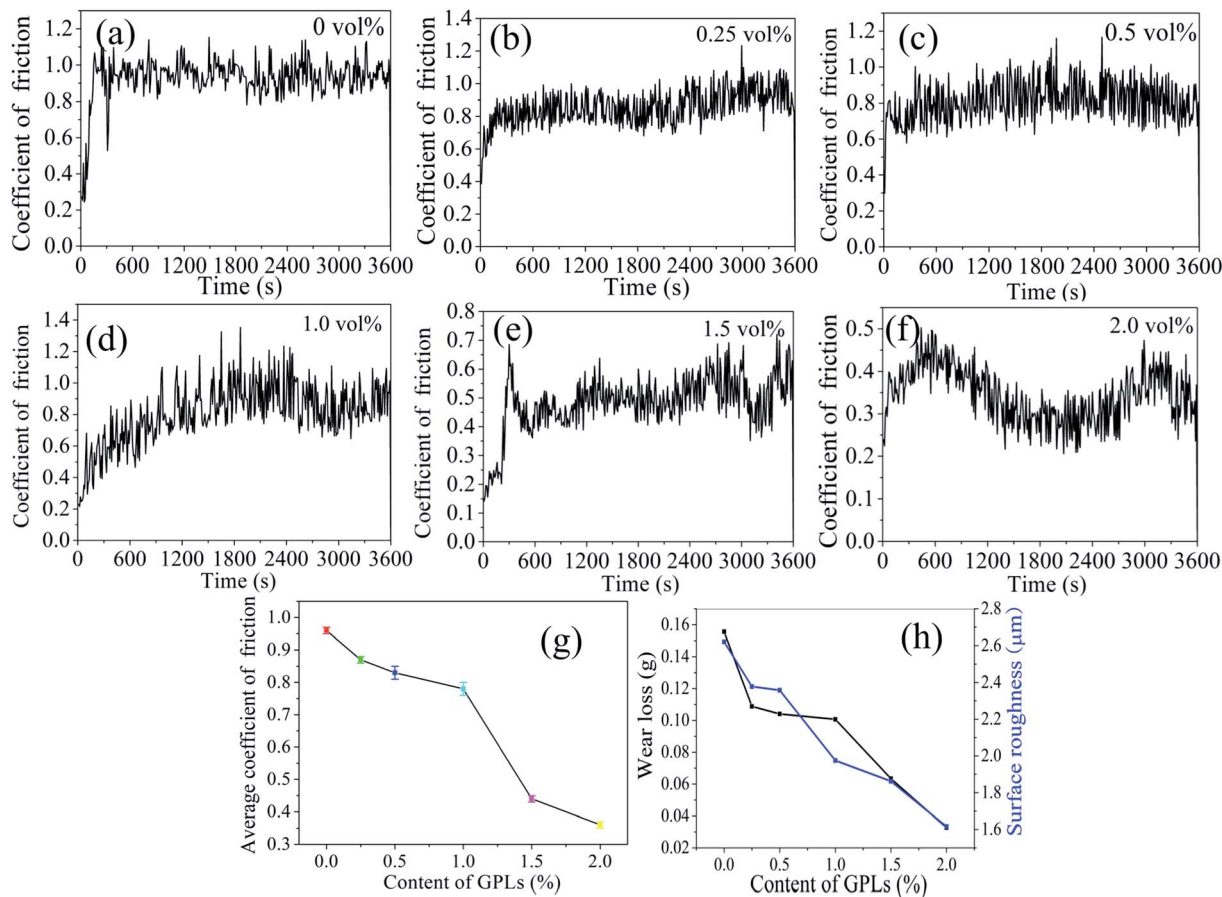 (a)
0 vol%
Coefficient of friction
1.2
1.0
0.8
0.6
0.4
0.2
0.0
0 600 1200 1800 2400 3000 3600
Time (s)
(b)
0.25 vol%
Coefficient of friction
1.4
1.2
1.0
0.8
0.6
0.4
0.2
0.0
0 600 1200 1800 2400 3000 3600
Time (s)
(c)
0.5 vol%
Coefficient of friction
1.2
1.0
0.8
0.6
0.4
0.2
0.0
0 600 1200 1800 2400 3000 3600
Time (s)
(d)
1.0 vol%
Coefficient of friction
1.4
1.2
1.0
0.8
0.6
0.4
0.2
0.0
0 600 1200 1800 2400 3000 3600
Time (s)
(e)
1.5 vol%
Coefficient of friction
0.8
0.7
0.6
0.5
0.4
0.3
0.2
0.1
0.0
0 600 1200 1800 2400 3000 3600
Time (s)
(f)
2.0 vol%
Coefficient of friction
0.5
0.4
0.3
0.2
0.1
0.0
0 600 1200 1800 2400 3000 3600
Time (s)
(g)
Average coefficient of friction
1.0
0.9
0.8
0.7
0.6
0.5
0.4
0.3
0.0 0.5 1.0 1.5 2.0
Content of GPLs (%)
(h)
Wear loss (g)
0.16
0.14
0.12
0.10
0.08
0.06
0.04
0.02
2.8
2.6
2.4
2.2
2.0
1.8
1.6
Surface roughness (μm)
0.0 0.5 1.0 1.5 2.0
Content of GPLs (%)